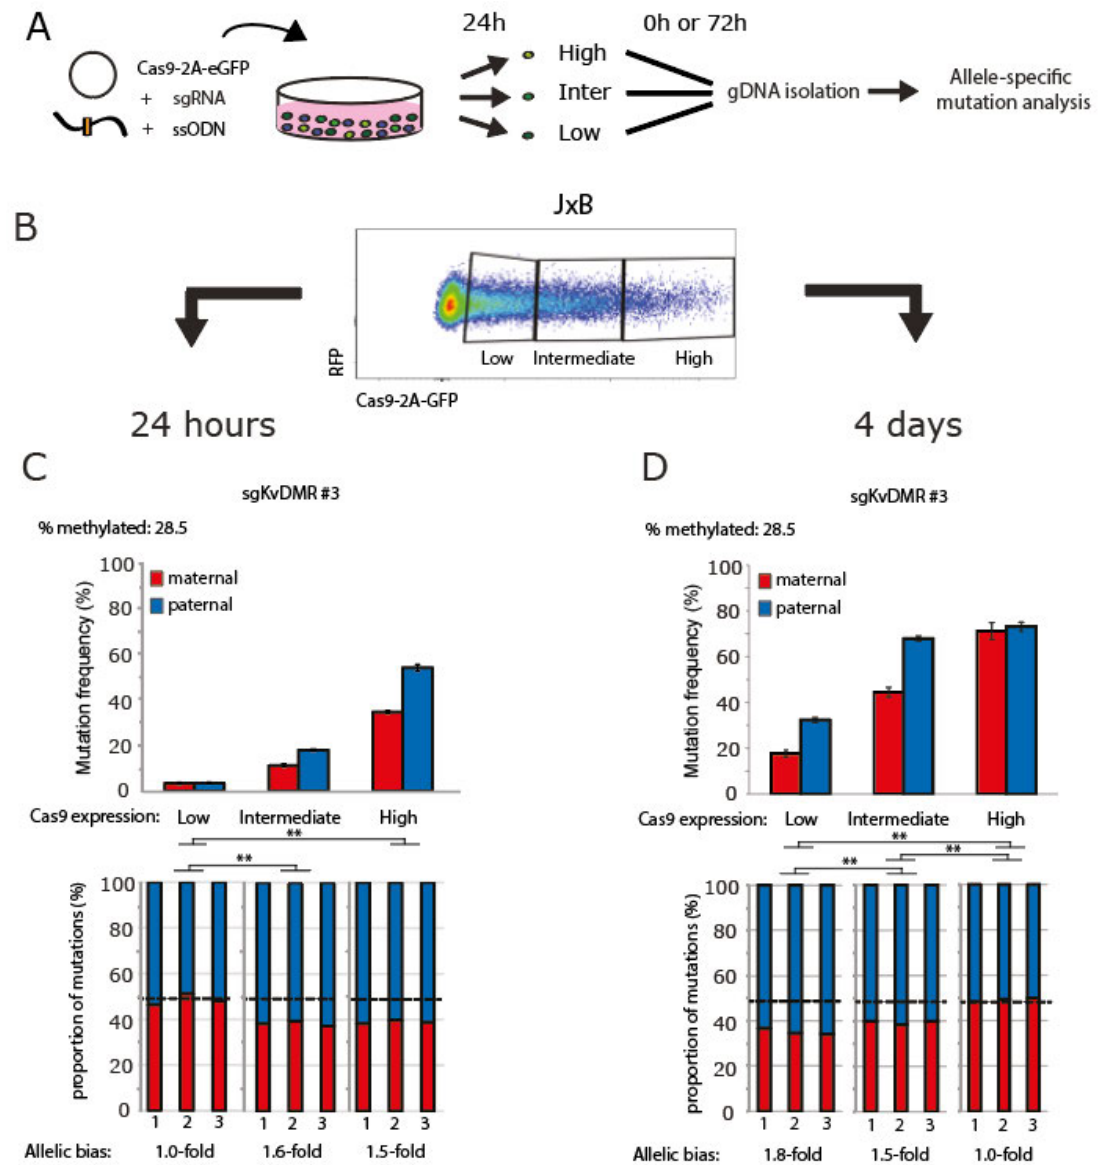 A
Cas9-2A-eGFP
+ sgRNA
+ ssODN
24h
High
Inter
Low
0h or 72h
gDNA isolation
Allele-specific
mutation analysis
B
JxB
RFP
Low Intermediate High
Cas9-2A-GFP
24 hours
4 days
C
sgKvDMR #3
% methylated: 28.5
Mutation frequency (%)
100
80
60
40
20
0
maternal
paternal
Cas9 expression: Low Intermediate High
**
**
proportion of mutations (%)
100
80
60
40
20
0
1 2 3 1 2 3 1 2 3
Allelic bias: 1.0-fold 1.6-fold 1.5-fold
D
sgKvDMR #3
% methylated: 28.5
Mutation frequency (%)
100
80
60
40
20
0
maternal
paternal
Cas9 expression: Low Intermediate High
**
**
**
proportion of mutations (%)
100
80
60
40
20
0
1 2 3 1 2 3 1 2 3
Allelic bias: 1.8-fold 1.5-fold 1.0-fold